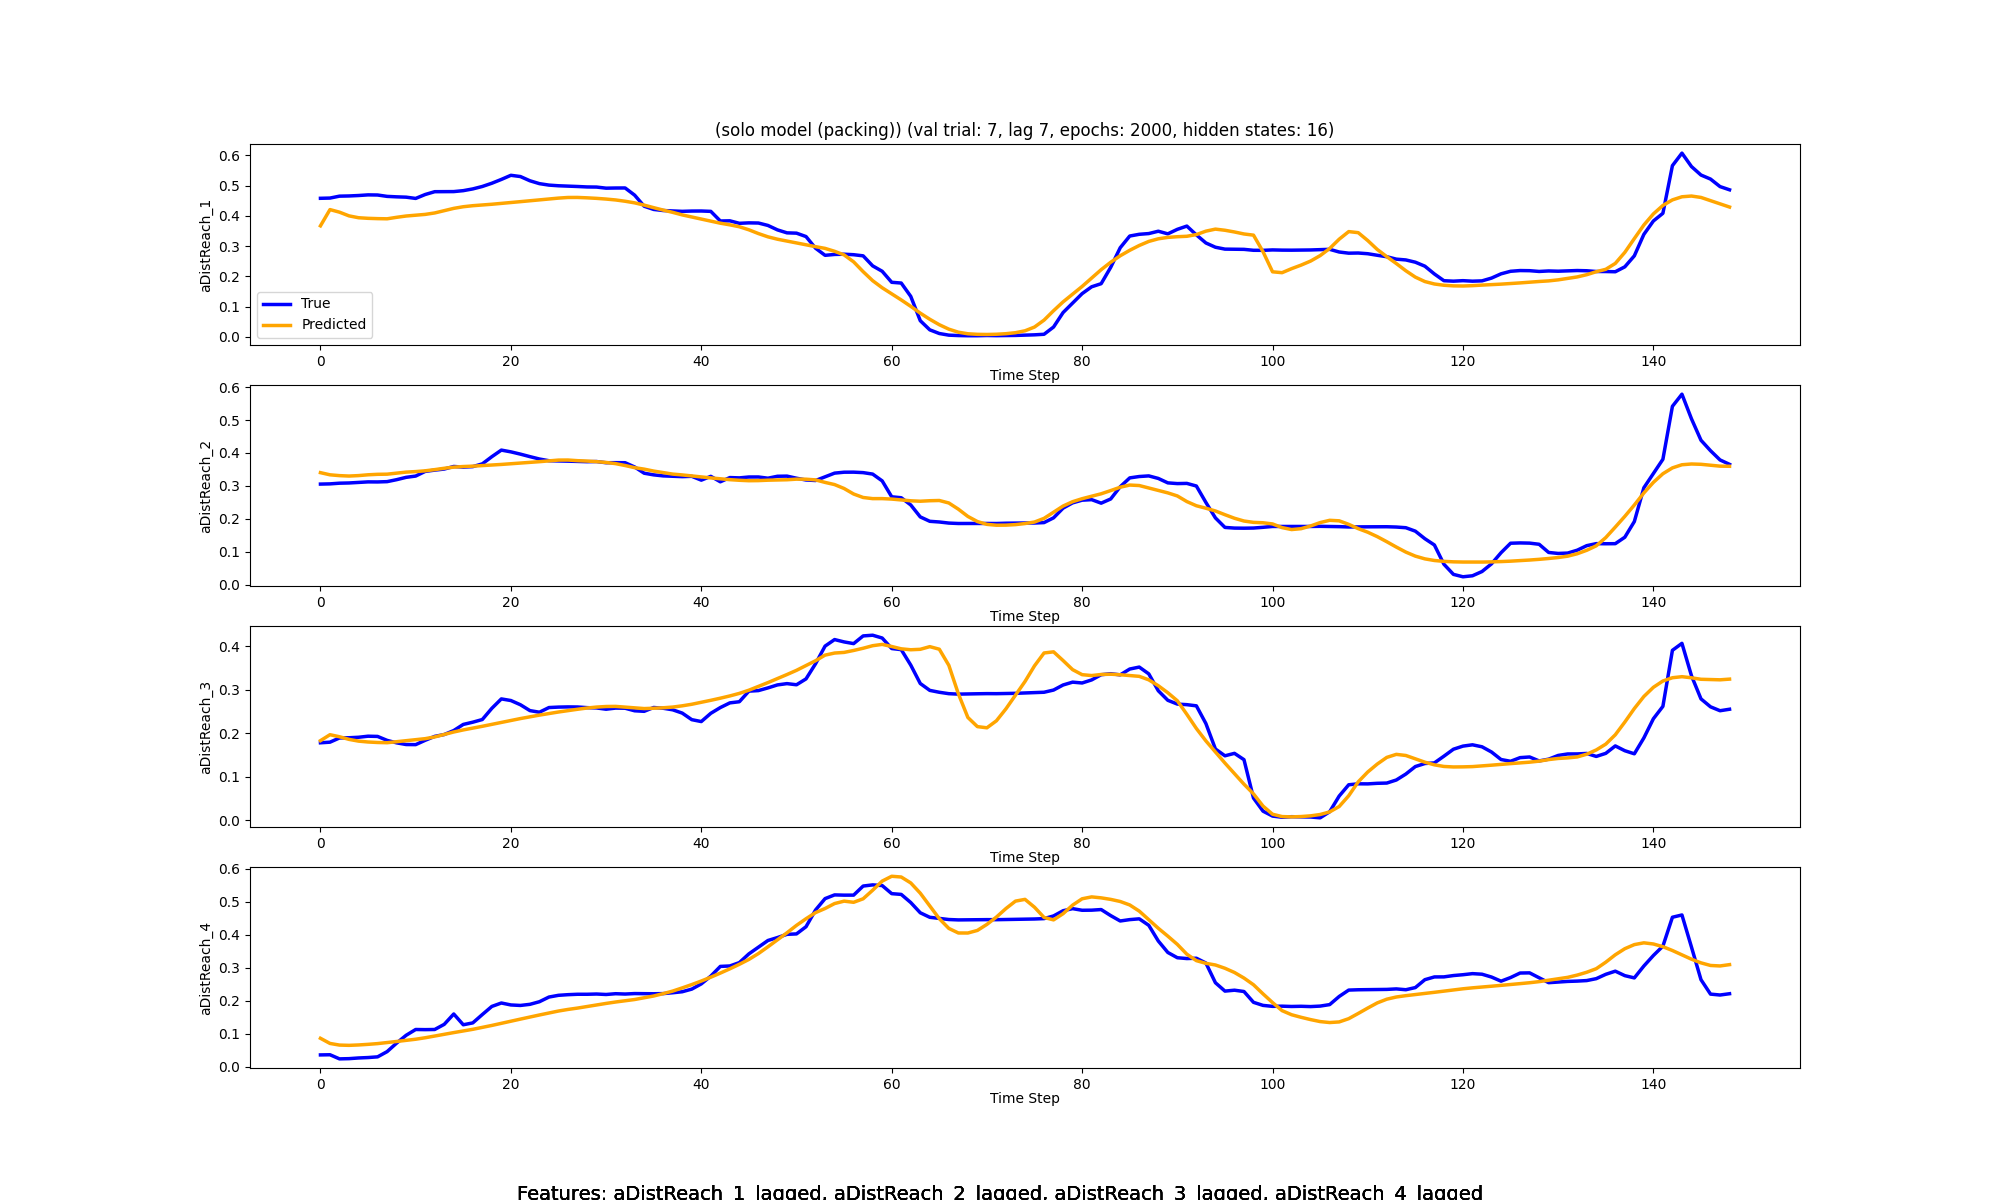 (solo model (packing)) (val trial: 7, lag 7, epochs: 2000, hidden states: 16)
0.6
0.5
0.4
0.3
0.2
0.1
0.0
aDistReach_1
True
Predicted
0 20 40 60 80 100 120 140
Time Step
0.6
0.5
0.4
0.3
0.2
0.1
0.0
aDistReach_2
0 20 40 60 80 100 120 140
Time Step
0.4
0.3
0.2
0.1
0.0
aDistReach_3
0 20 40 60 80 100 120 140
Time Step
0.6
0.5
0.4
0.3
0.2
0.1
0.0
aDistReach_4
0 20 40 60 80 100 120 140
Time Step
Features: aDistReach_1_lagged, aDistReach_2_lagged, aDistReach_3_lagged, aDistReach_4_lagged